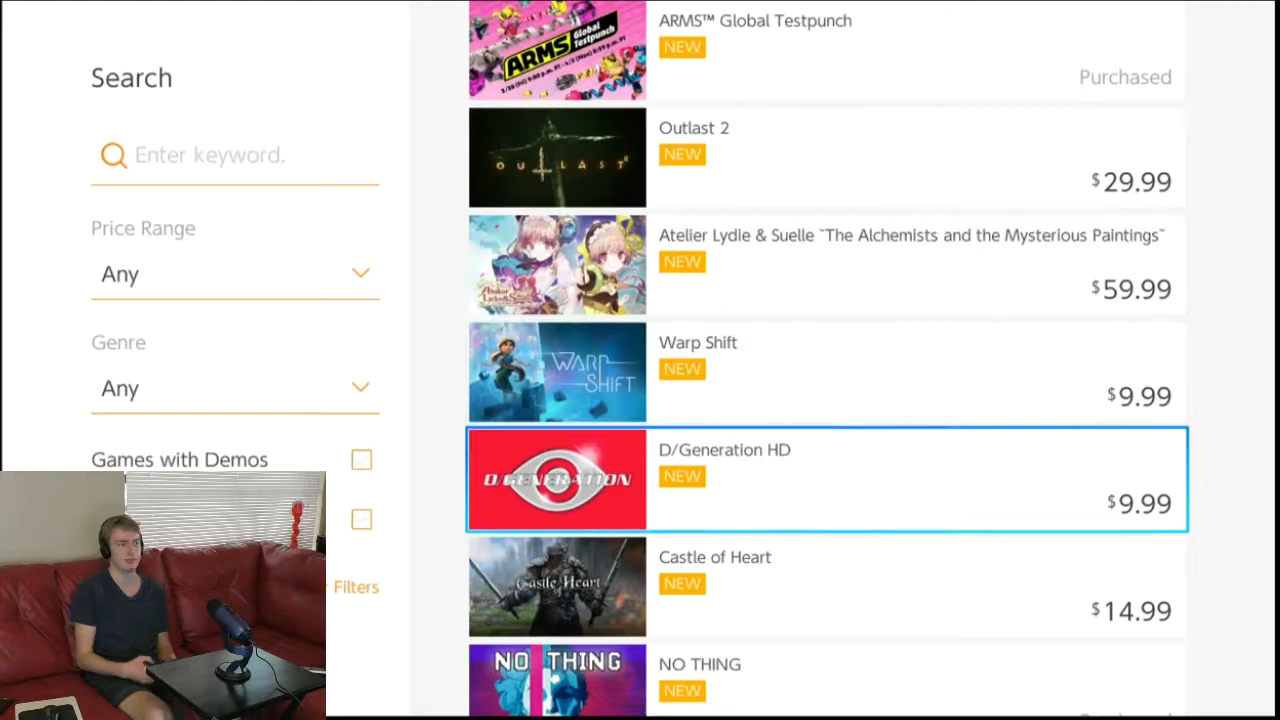 Search
Enter keyword.
Price Range
Any
Genre
Any
Games with Demos
Filters
ARMS Global Testpunch
ARMS™ Global Testpunch
NEW
Purchased
OUTLAST
Outlast 2
NEW
$29.99
Atelier Lydie & Suelle ~The Alchemists and the Mysterious Paintings~
NEW
$59.99
WARP SHIFT
Warp Shift
NEW
$9.99
D/GENERATION
D/Generation HD
NEW
$9.99
Castle of Heart
Castle of Heart
NEW
$14.99
NO THING
NO THING
NEW